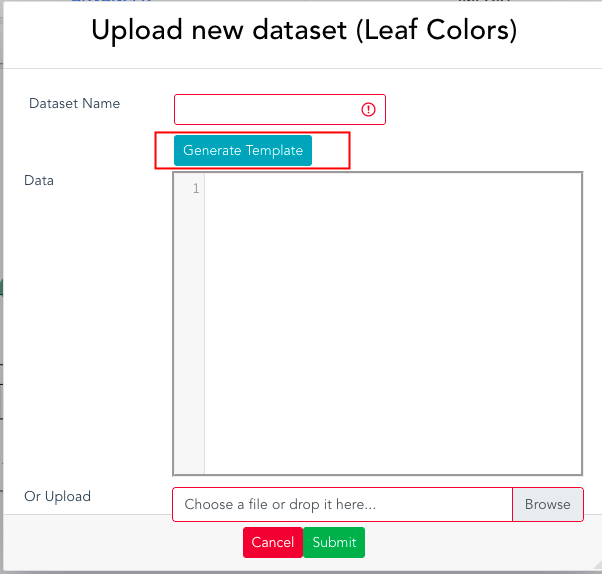 Upload new dataset (Leaf Colors)
Dataset Name
Generate Template
Data
1
Or Upload
Choose a file or drop it here...
Browse
Cancel
Submit